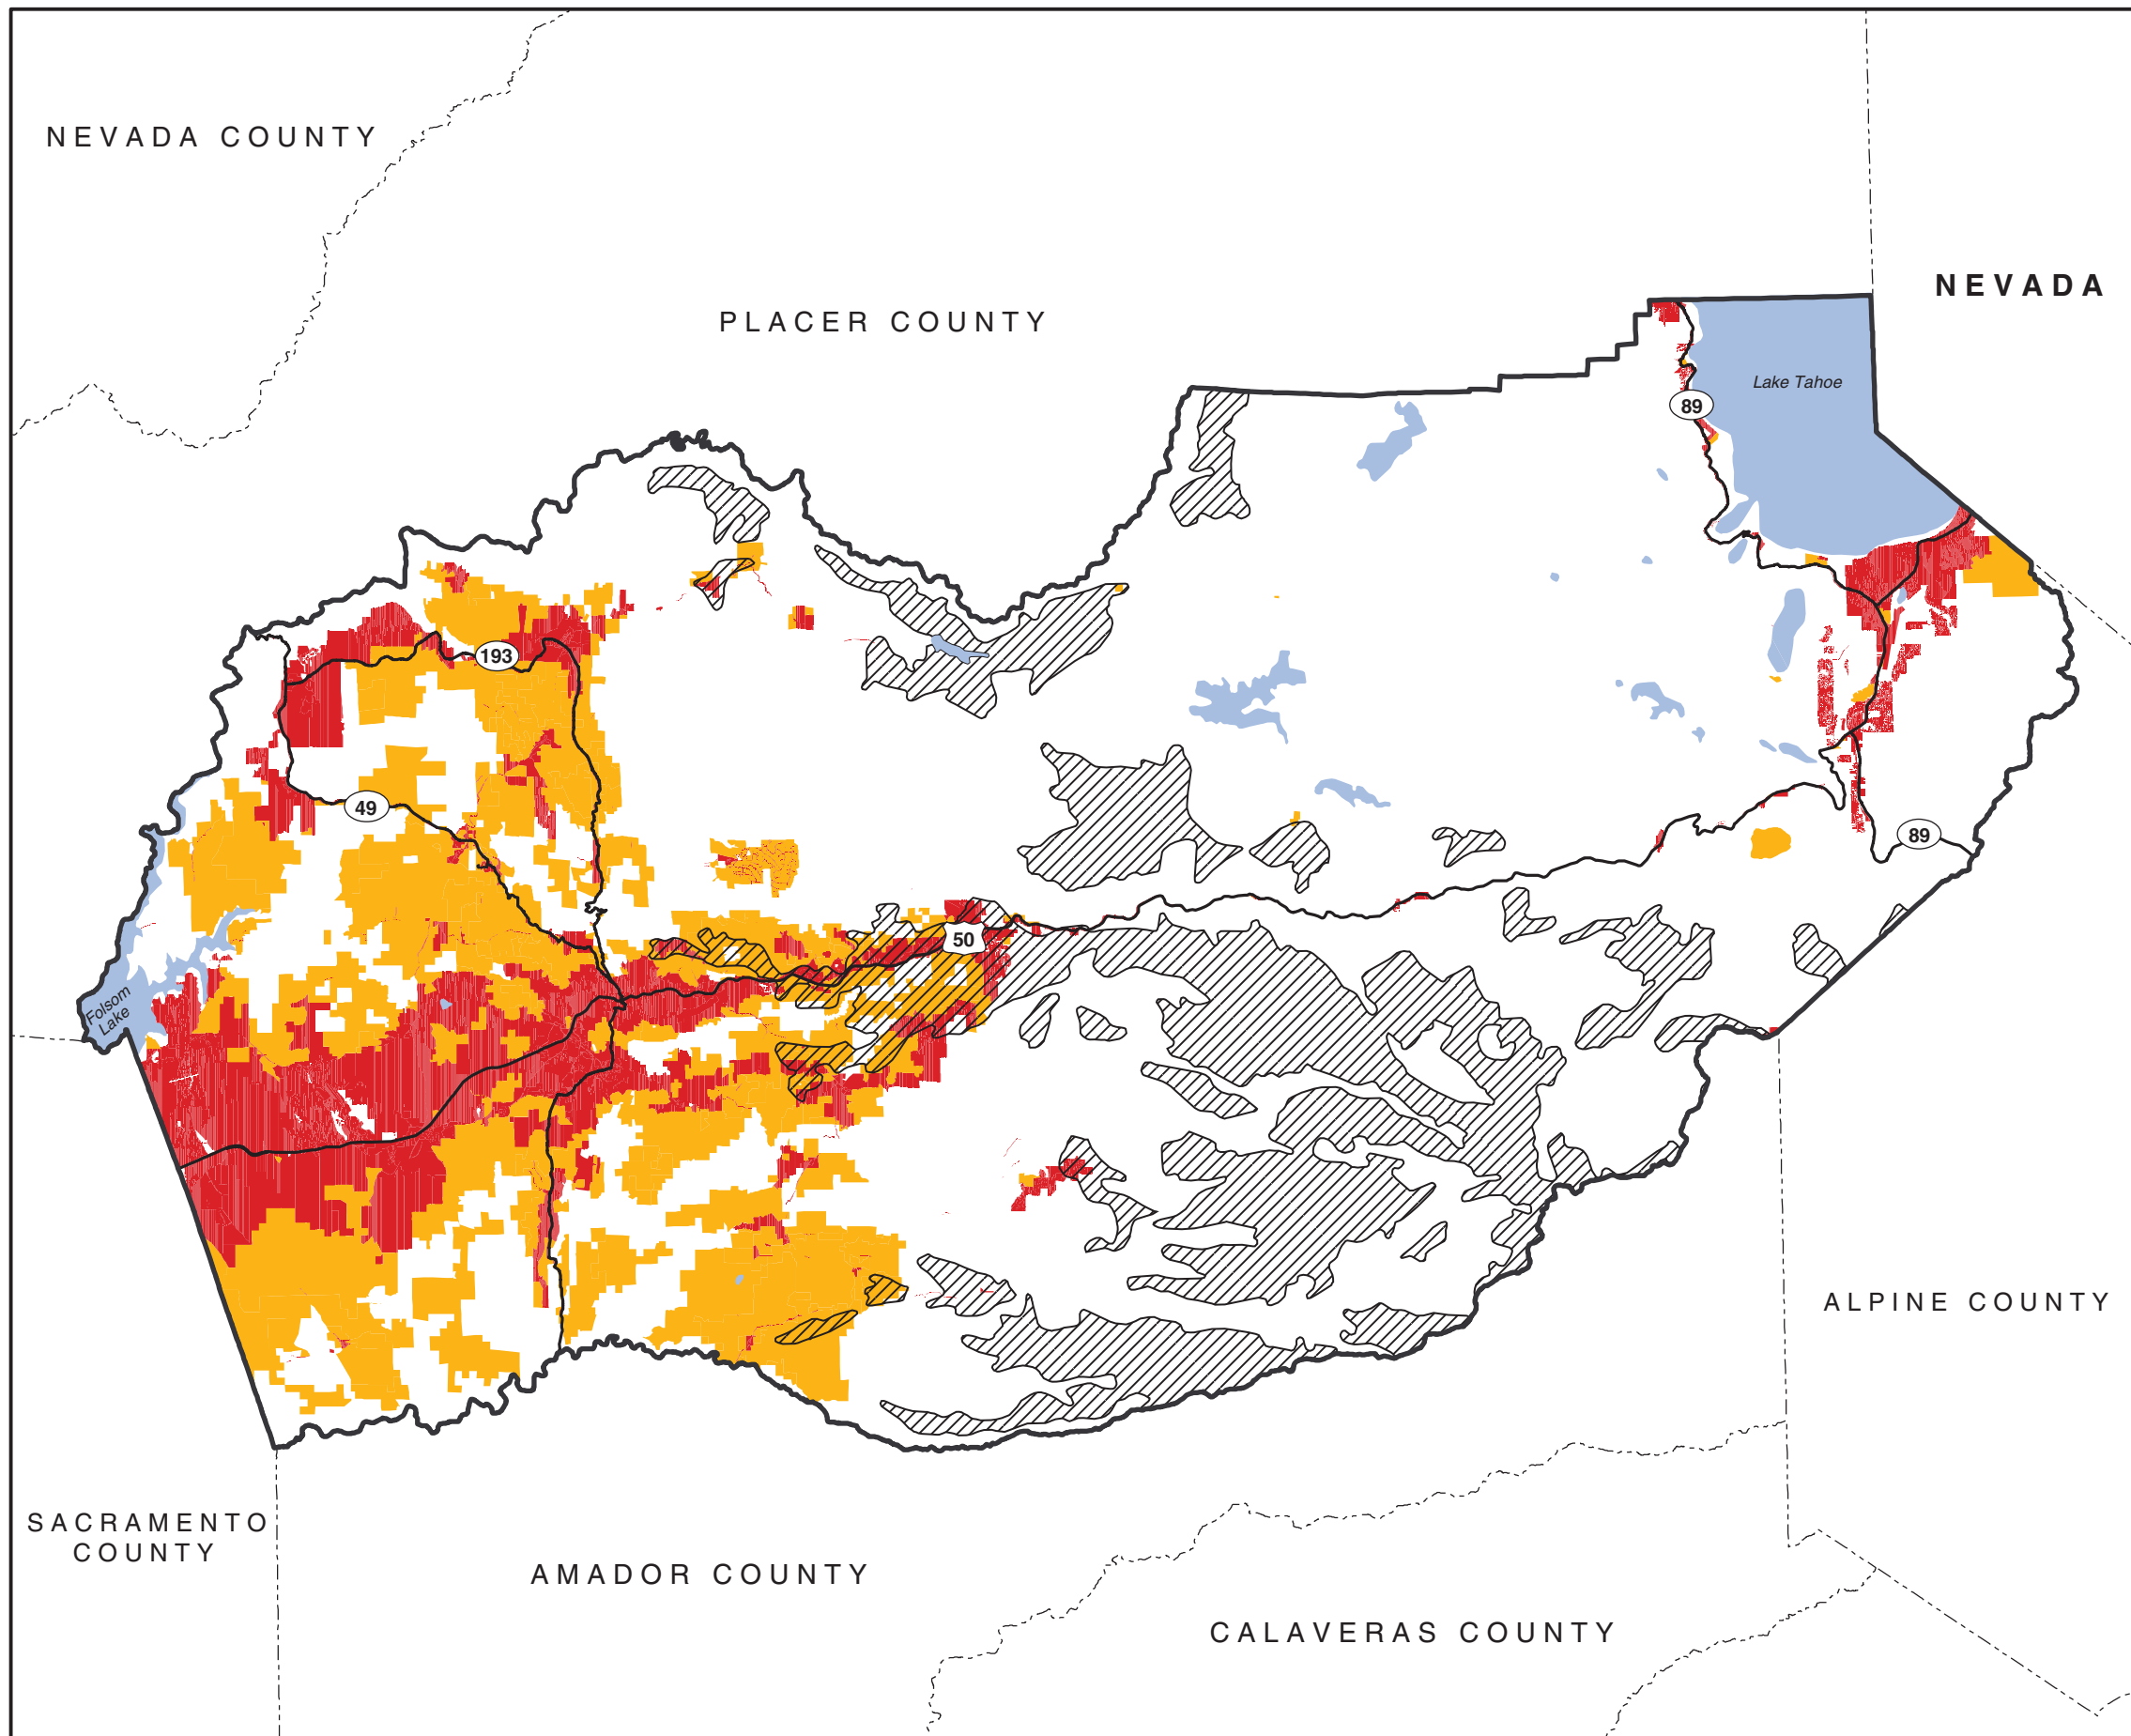 NEVADA COUNTY
NEVADA
PLACER COUNTY
Lake Tahoe
89
193
49
89
50
Folsom
Lake
ALPINE COUNTY
SACRAMENTO
COUNTY
AMADOR COUNTY
CALAVERAS COUNTY